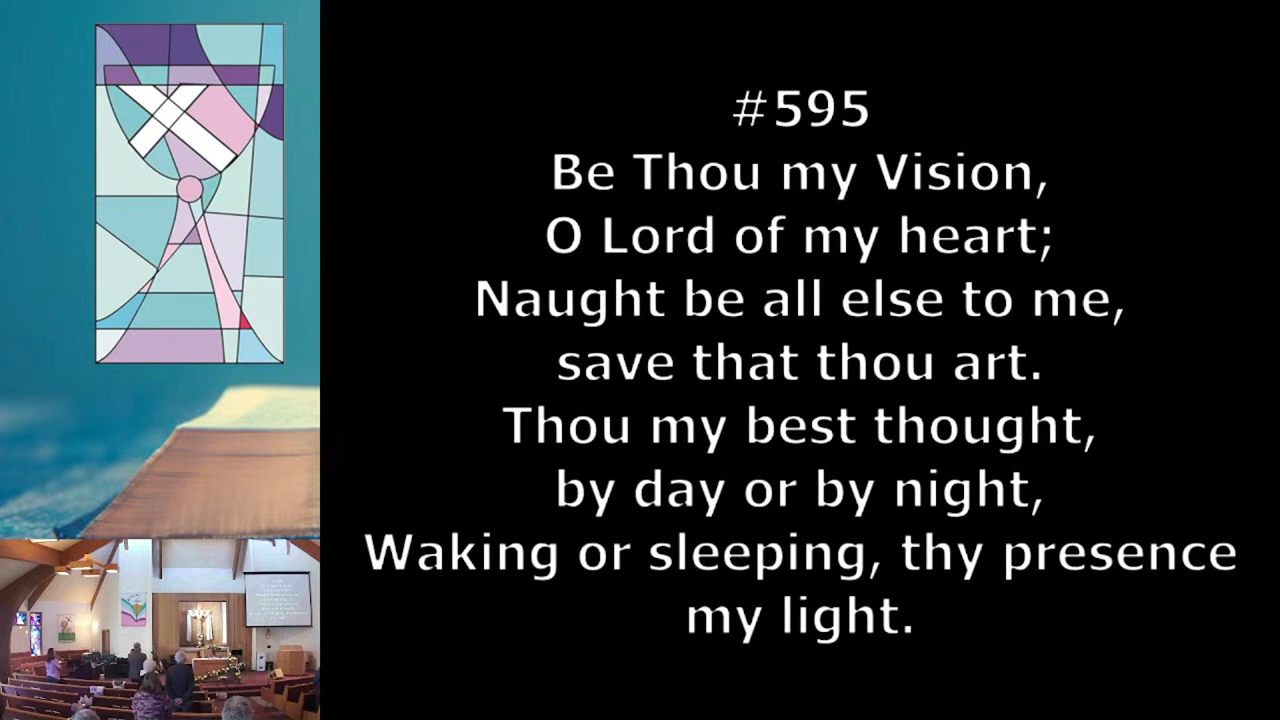 #595
Be Thou my Vision,
O Lord of my heart;
Naught be all else to me,
save that thou art.
Thou my best thought,
by day or by night,
Waking or sleeping, thy presence
my light.